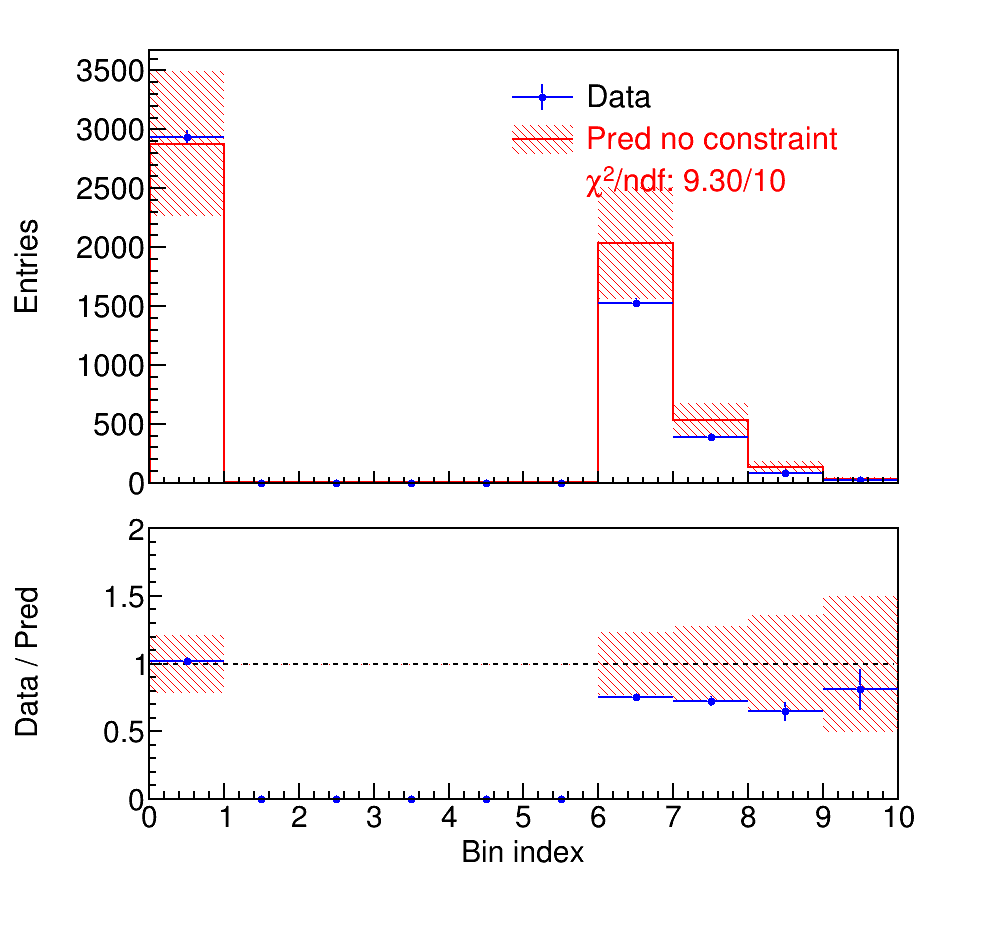 Entries
3500
3000
2500
2000
1500
1000
500
0
Data
Pred no constraint
χ²/ndf: 9.30/10
Data / Pred
2
1.5
1
0.5
0
0 1 2 3 4 5 6 7 8 9 10
Bin index